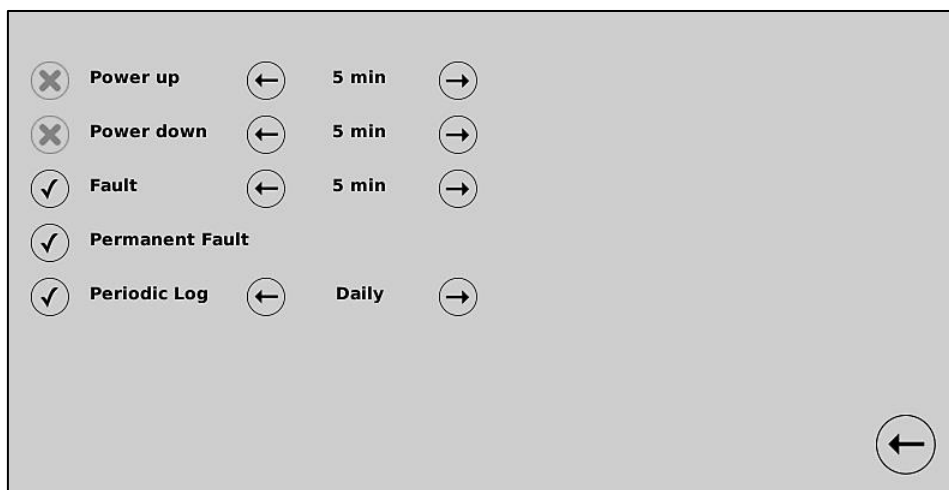 Power up 5 min
Power down 5 min
Fault 5 min
Permanent Fault
Periodic Log Daily